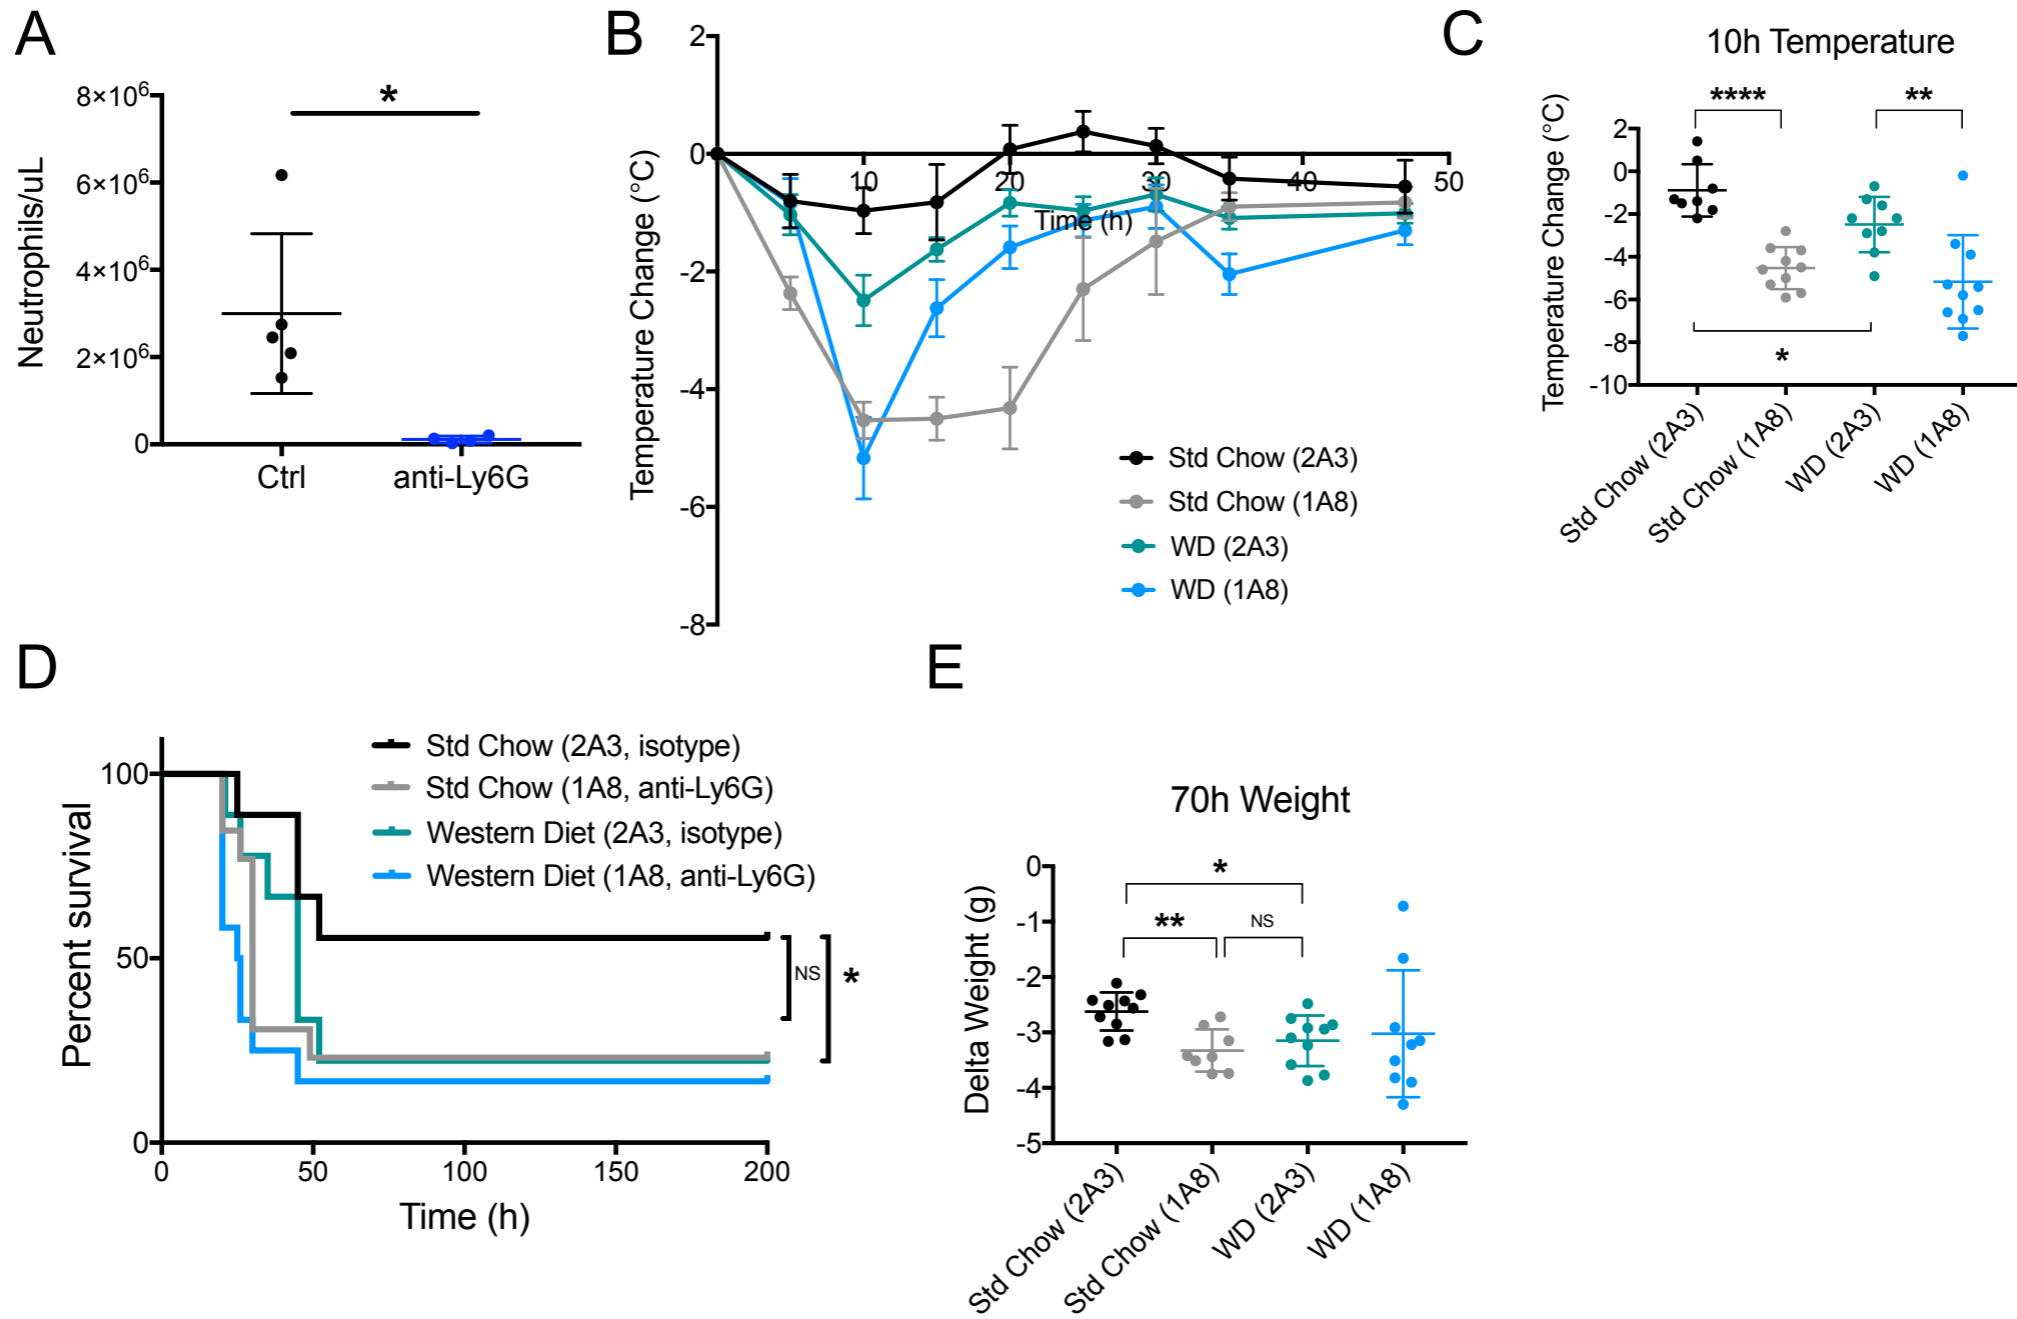 A
Neutrophils/uL
8×10⁶
6×10⁶
4×10⁶
2×10⁶
0
*
Ctrl
anti-Ly6G
B
Temperature Change (°C)
2
0
-2
-4
-6
-8
10
20
30
40
50
Time (h)
Std Chow (2A3)
Std Chow (1A8)
WD (2A3)
WD (1A8)
C
10h Temperature
Temperature Change (°C)
2
0
-2
-4
-6
-8
-10
****
**
*
Std Chow (2A3)
Std Chow (1A8)
WD (2A3)
WD (1A8)
D
Percent survival
100
50
0
0
50
100
150
200
Time (h)
Std Chow (2A3, isotype)
Std Chow (1A8, anti-Ly6G)
Western Diet (2A3, isotype)
Western Diet (1A8, anti-Ly6G)
NS
*
E
70h Weight
Delta Weight (g)
0
-1
-2
-3
-4
-5
*
**
NS
Std Chow (2A3)
Std Chow (1A8)
WD (2A3)
WD (1A8)